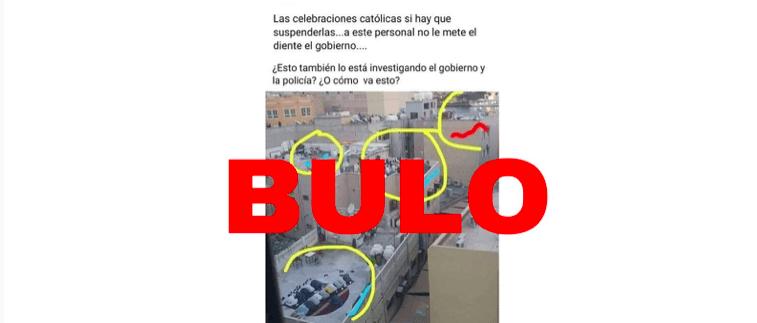 Las celebraciones católicas si hay que
suspenderlas...a este personal no le mete el
diente el gobierno....
¿Esto también lo está investigando el gobierno y
la policía? ¿O cómo va esto?
BULO